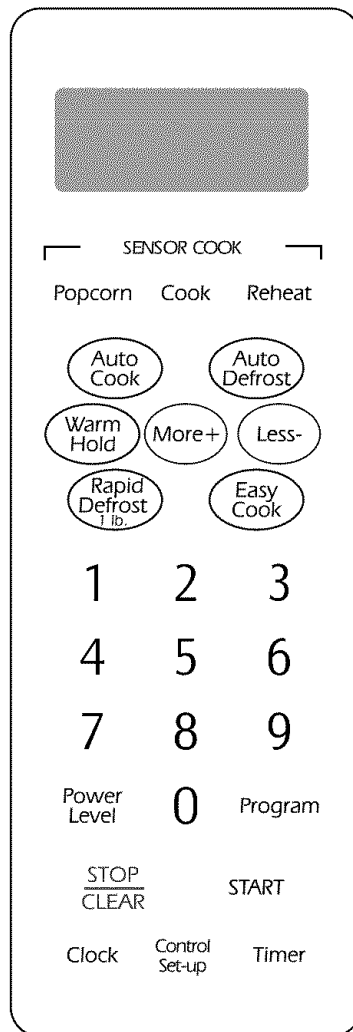 SENSOR COOK
Popcorn Cook Reheat
Auto
Cook
Auto
Defrost
Warm
Hold
More+
Less-
Rapid
Defrost
1 lb.
Easy
Cook
1 2 3
4 5 6
7 8 9
Power
Level
0
Program
STOP
CLEAR
START
Clock
Control
Set-up
Timer